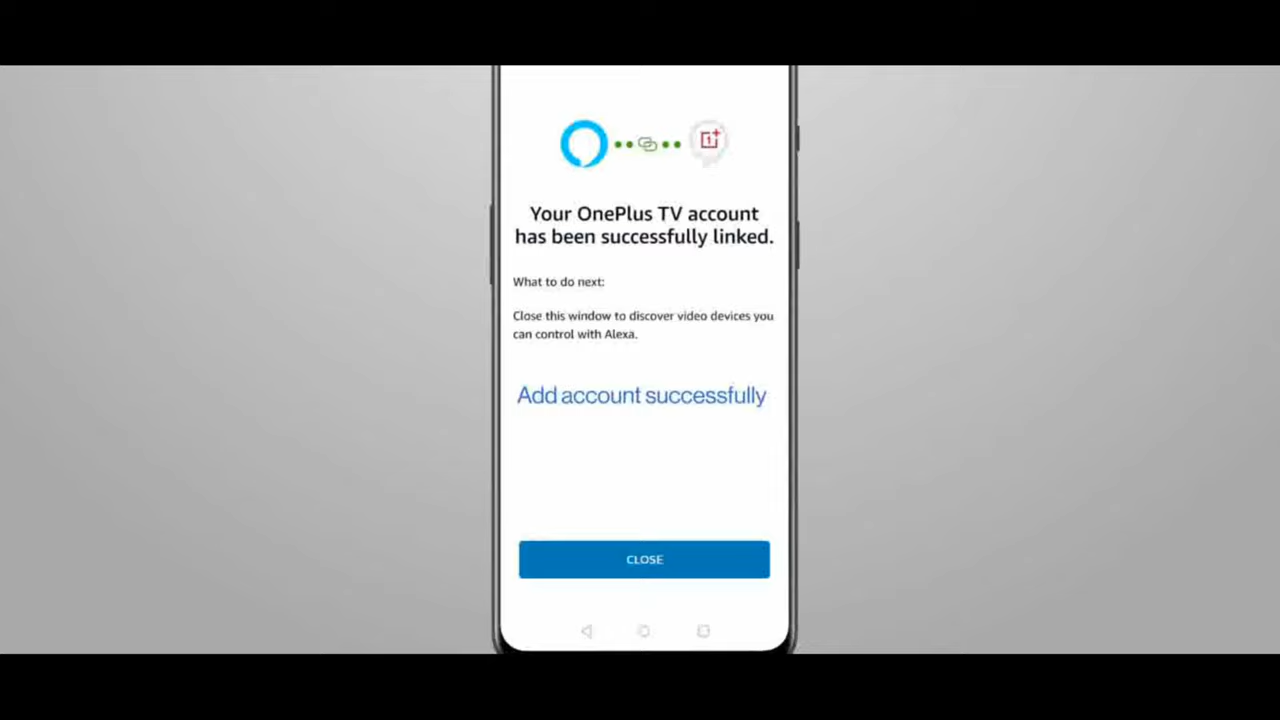 Your OnePlus TV account
has been successfully linked.
What to do next:
Close this window to discover video devices you
can control with Alexa.
Add account successfully
CLOSE